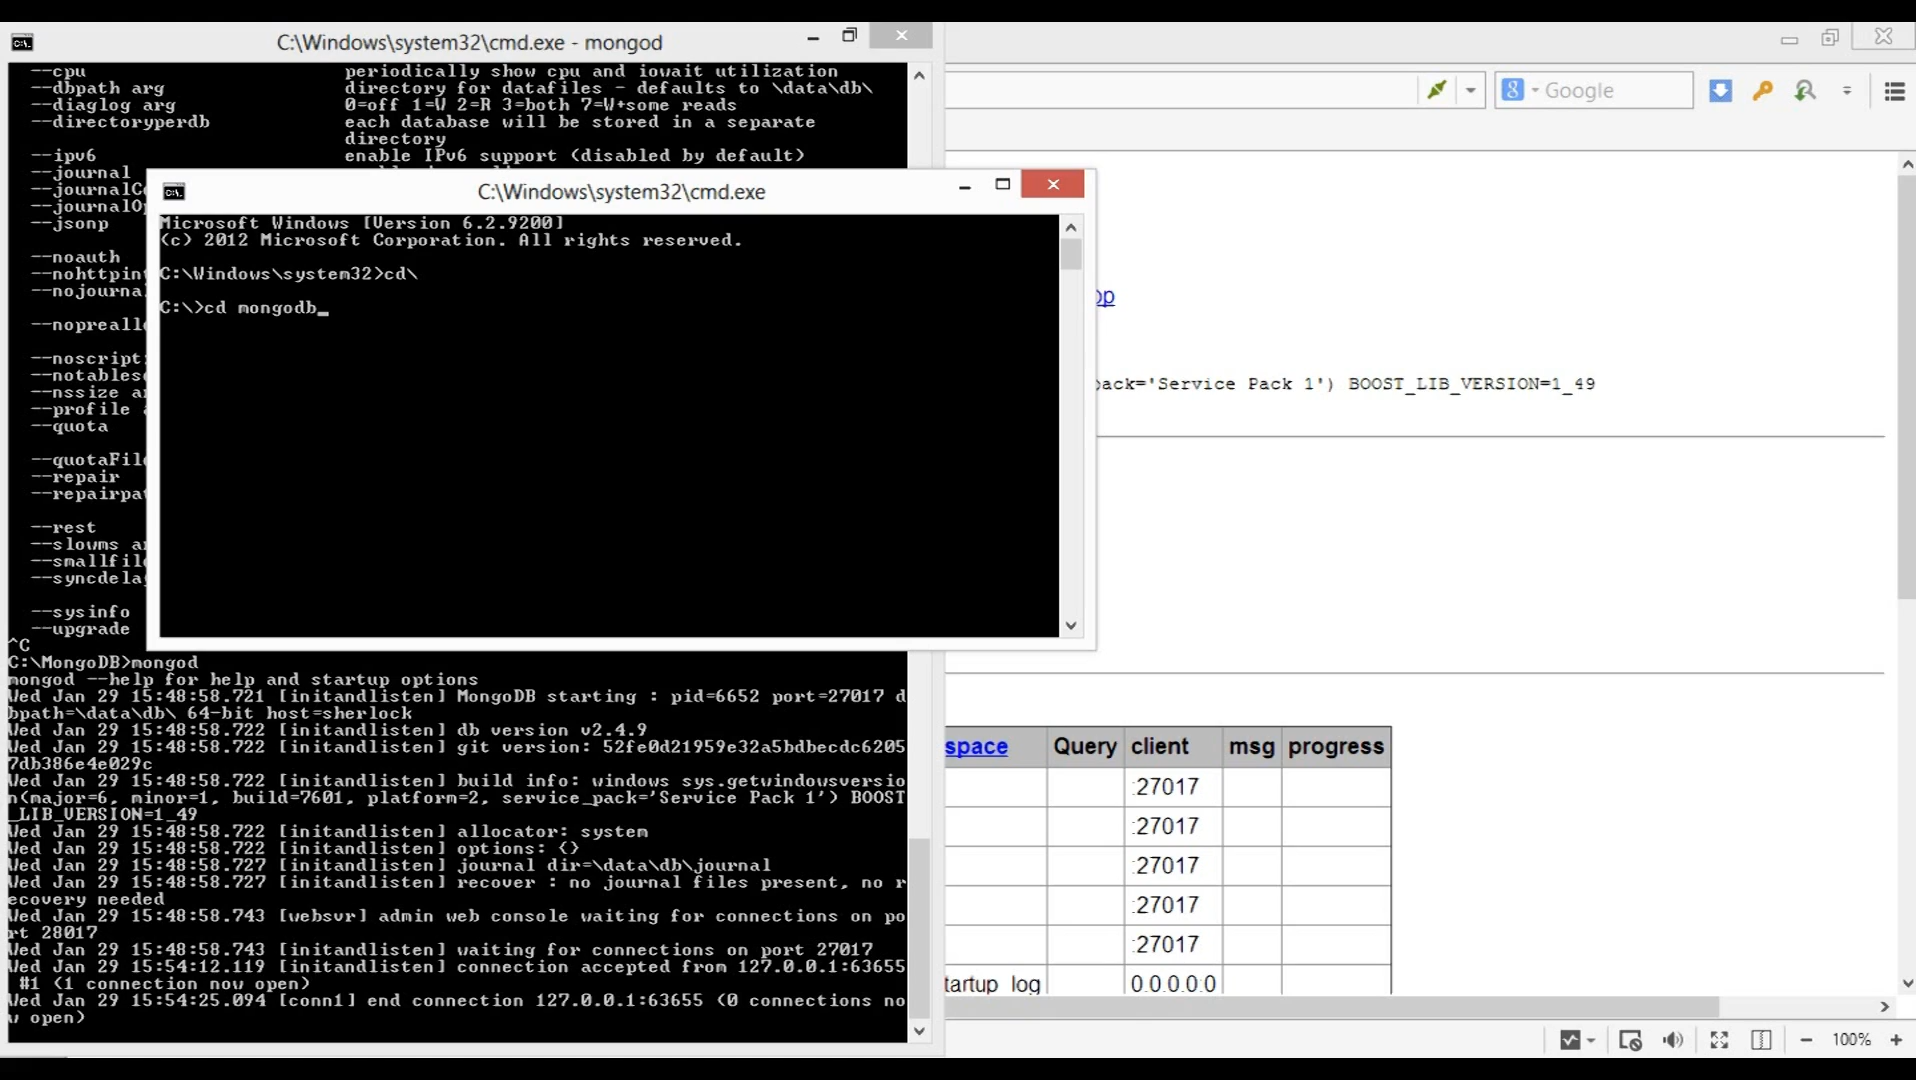 C:\Windows\system32\cmd.exe - mongod
--cpu periodically show cpu and iowait utilization
--dbpath arg directory for datafiles - defaults to \data\db\
--diaglog arg 0=off 1=W 2=R 3=both 7=W+some reads
--directoryperdb each database will be stored in a separate
directory
--ipv6 enable IPv6 support (disabled by default)
--journal
--journalC
--journalO
--jsonp
--noauth
--nohttpint
--nojourna
--noprealle
--noscript
--notables
--nssize a
--profile a
--quota
--quotaFil
--repair
--repairpa
--rest
--slowms a
--smallfil
--syncdela
--sysinfo
--upgrade
^C
C:\MongoDB>mongod
mongod --help for help and startup options
Wed Jan 29 15:48:58.721 [initandlisten] MongoDB starting : pid=6652 port=27017 d
bpath=\data\db\ 64-bit host=sherlock
Wed Jan 29 15:48:58.722 [initandlisten] db version v2.4.9
Wed Jan 29 15:48:58.722 [initandlisten] git version: 52fe0d21959e32a5bdbecdc6205
7db386e4e029c
Wed Jan 29 15:48:58.722 [initandlisten] build info: windows sys.getwindowsversio
n(major=6, minor=1, build=7601, platform=2, service_pack='Service Pack 1') BOOST
_LIB_VERSION=1_49
Wed Jan 29 15:48:58.722 [initandlisten] allocator: system
Wed Jan 29 15:48:58.722 [initandlisten] options: {}
Wed Jan 29 15:48:58.727 [initandlisten] journal dir=\data\db\journal
Wed Jan 29 15:48:58.727 [initandlisten] recover : no journal files present, no r
ecovery needed
Wed Jan 29 15:48:58.743 [websvr] admin web console waiting for connections on po
rt 28017
Wed Jan 29 15:48:58.743 [initandlisten] waiting for connections on port 27017
Wed Jan 29 15:54:12.119 [initandlisten] connection accepted from 127.0.0.1:63655
#1 (1 connection now open)
Wed Jan 29 15:54:25.094 [conn1] end connection 127.0.0.1:63655 (0 connections no
w open)
C:\Windows\system32\cmd.exe
Microsoft Windows [Version 6.2.9200]
(c) 2012 Microsoft Corporation. All rights reserved.
C:\Windows\system32>cd\
C:\>cd mongodb_
Google
op
pack='Service Pack 1') BOOST_LIB_VERSION=1_49
space Query client msg progress
:27017
:27017
:27017
:27017
:27017
tartup_log 0.0.0.0:0
100%